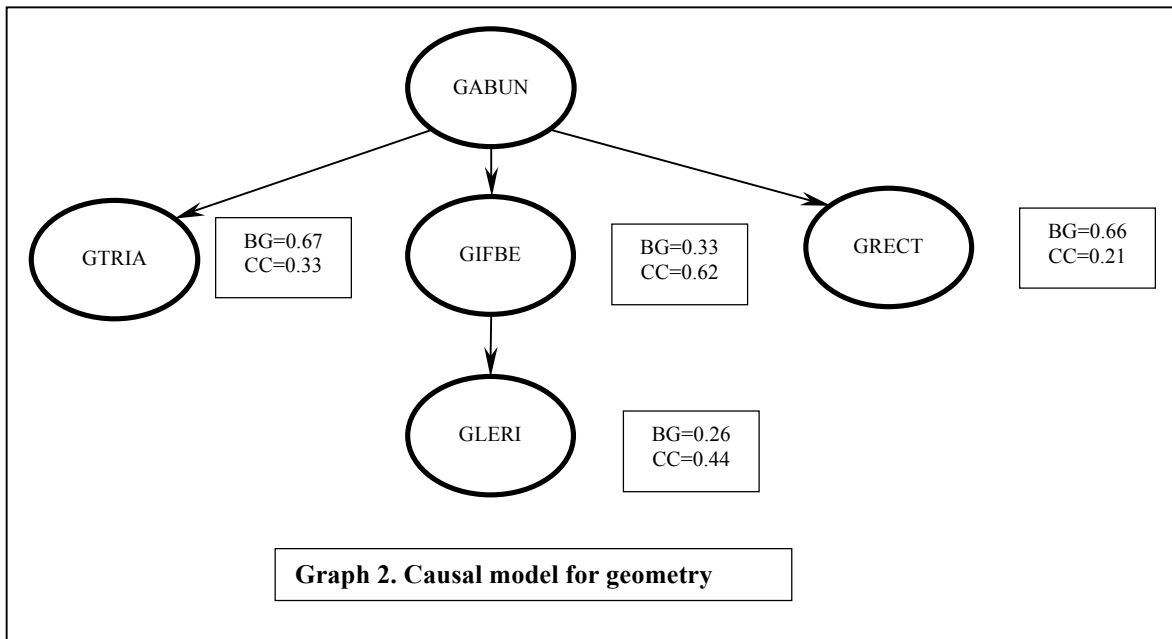 GABUN
GTRIA
BG=0.67
CC=0.33
GIFBE
BG=0.33
CC=0.62
GRECT
BG=0.66
CC=0.21
GLERI
BG=0.26
CC=0.44
Graph 2. Causal model for geometry